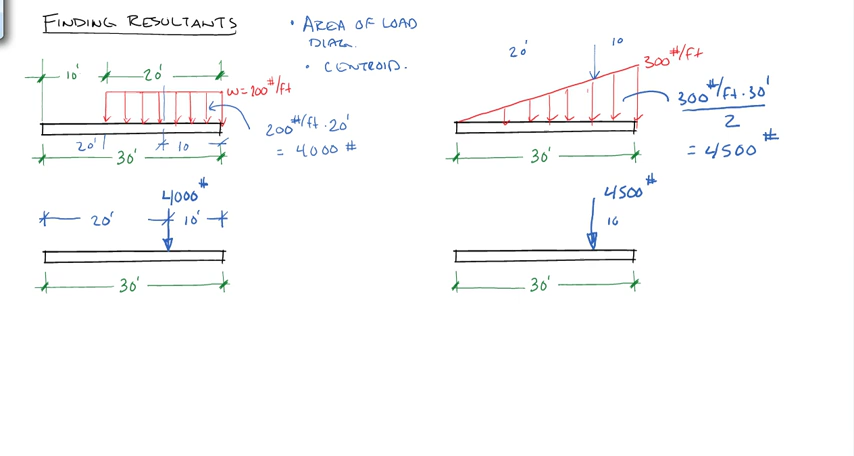 FINDING RESULTANTS
• AREA OF LOAD
DIAG.
• CENTROID.
10'
20'
w=200#/ft
200#/ft · 20'
= 4000 #
20'
10
30'
4000#
20'
10'
30'
20'
10
300#/ft
300#/ft · 30'
2
= 4500 #
30'
4500#
10
30'